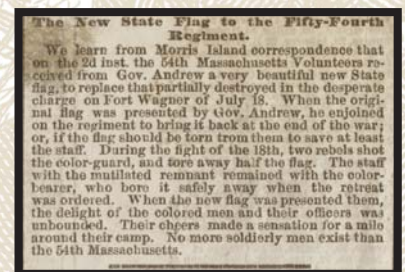 The New State Flag to the Fifty-Fourth
Regiment.
We learn from Morris Island correspondence that
on the 2d inst. the 54th Massachusetts Volunteers re-
ceived from Gov. Andrew a very beautiful new State
flag, to replace that partially destroyed in the desperate
charge on Fort Wagner of July 18. When the origi-
nal flag was presented by Gov. Andrew, he enjoined
on the regiment to bring it back at the end of the war;
or, if the flag should be torn from them to save at least
the staff. During the fight of the 18th, two rebels shot
the color-guard, and tore away half the flag. The staff
with the mutilated remnant remained with the color-
bearer, who bore it safely away when the retreat
was ordered. When the new flag was presented them,
the delight of the colored men and their officers was
unbounded. Their cheers made a sensation for a mile
around their camp. No more soldierly men exist than
the 54th Massachusetts.